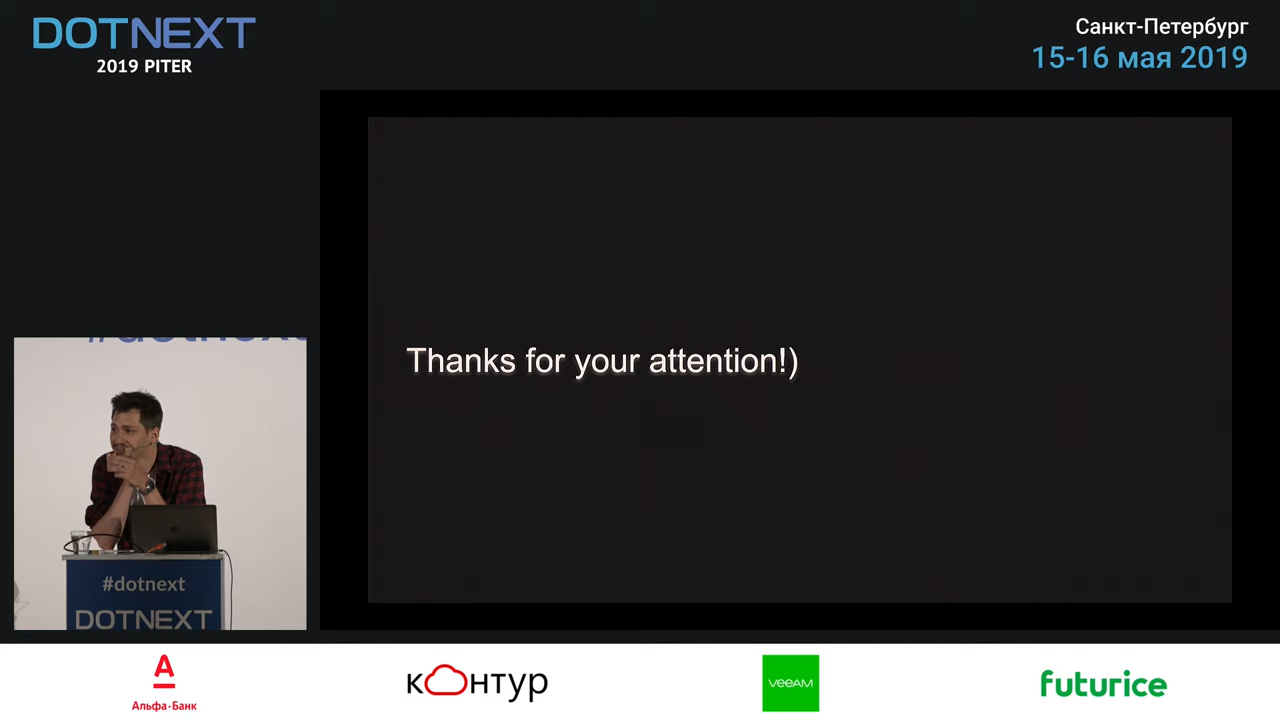 DOTNEXT
2019 PITER
Санкт-Петербург
15-16 мая 2019
Thanks for your attention!)
#dotnext
#dotnext
DOTNEXT
А
Альфа·Банк
контур
veeAM
futurice